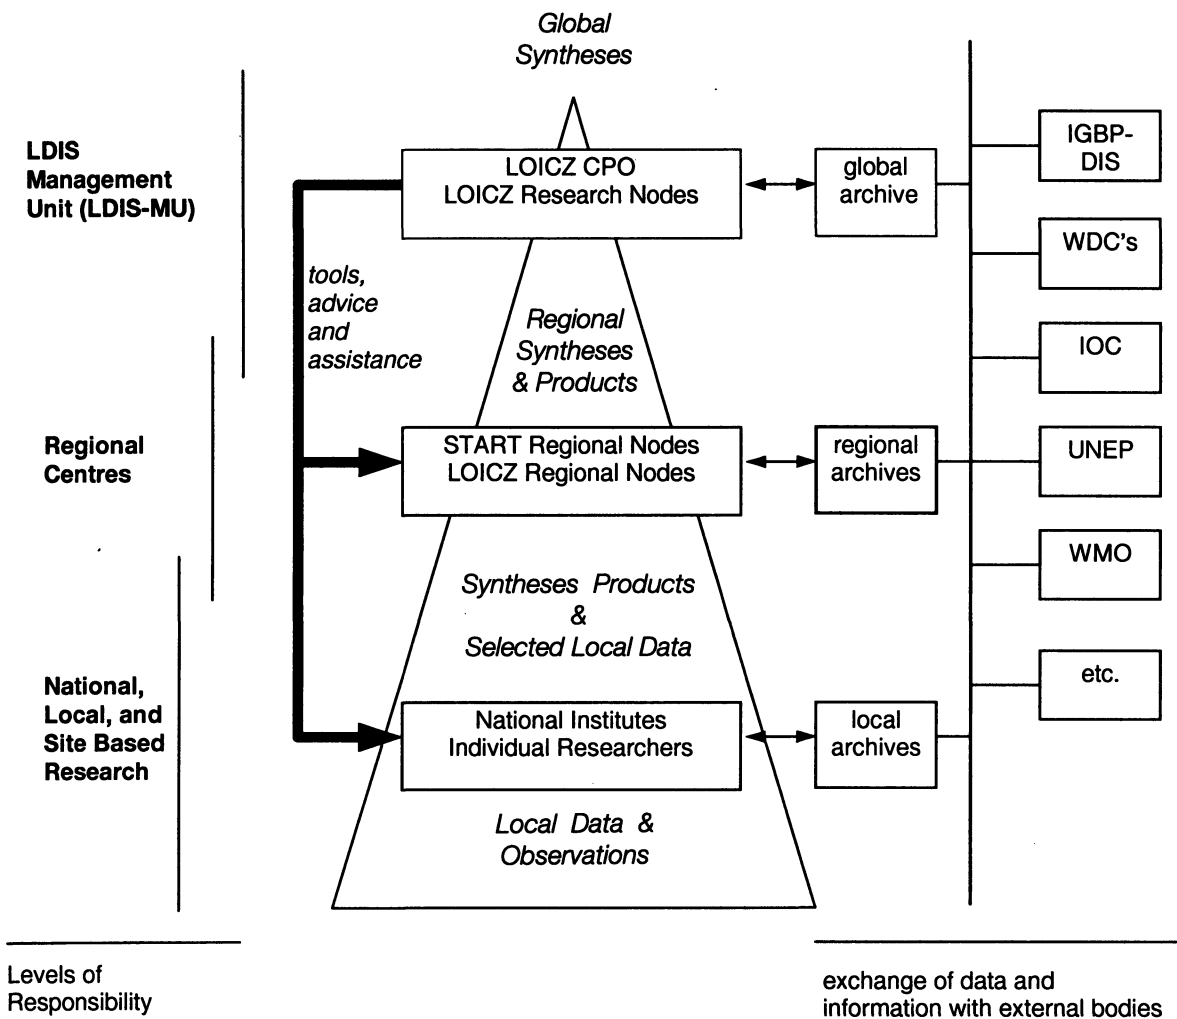 Global
Syntheses
LDIS
Management
Unit (LDIS-MU)
LOICZ CPO
LOICZ Research Nodes
global
archive
IGBP-
DIS
WDC's
tools,
advice
and
assistance
Regional
Syntheses
& Products
IOC
Regional
Centres
START Regional Nodes
LOICZ Regional Nodes
regional
archives
UNEP
WMO
Syntheses Products
&
Selected Local Data
National,
Local, and
Site Based
Research
National Institutes
Individual Researchers
local
archives
etc.
Local Data &
Observations
Levels of
Responsibility
exchange of data and
information with external bodies